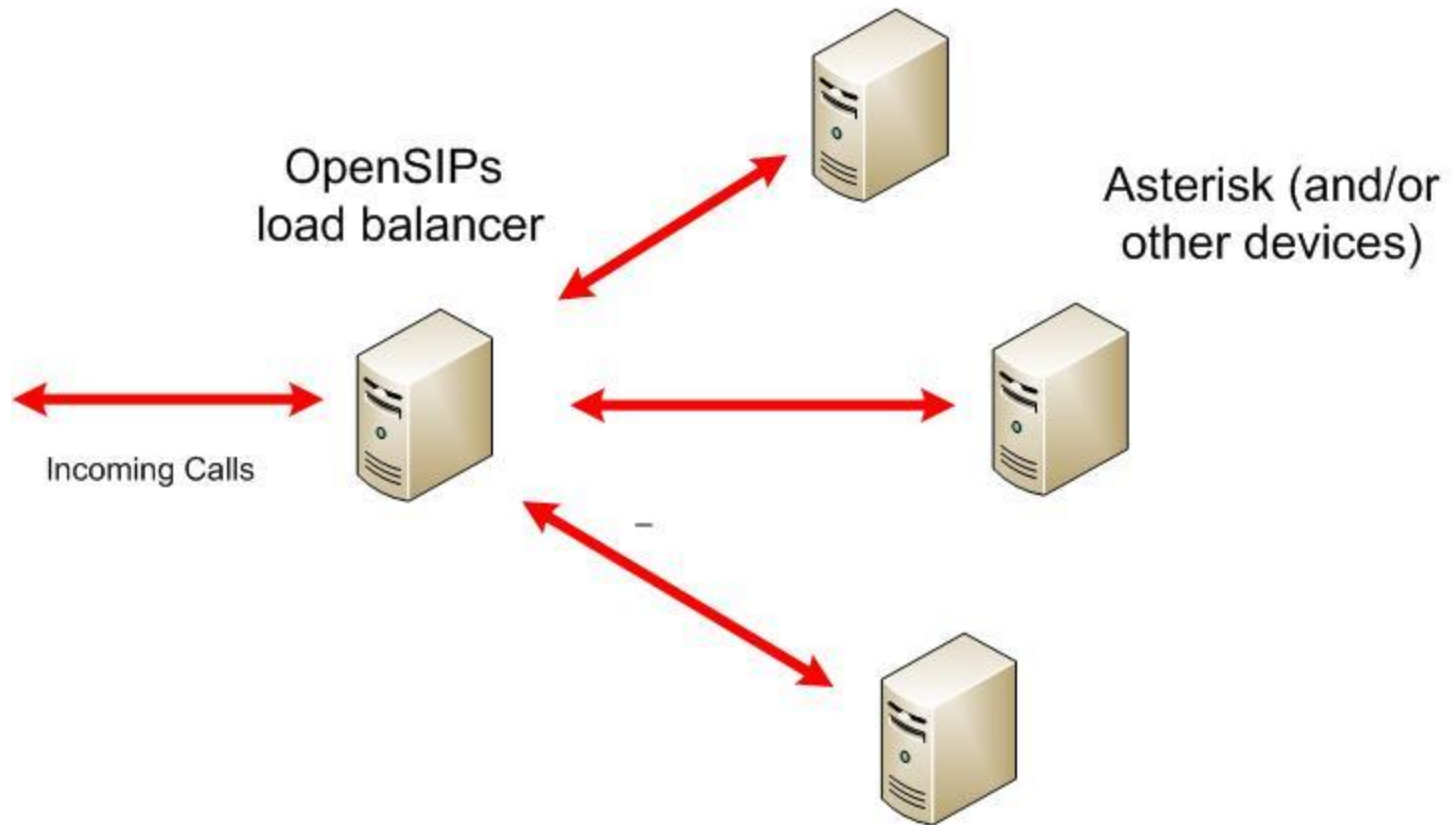 OpenSIPs
load balancer
Asterisk (and/or
other devices)
Incoming Calls